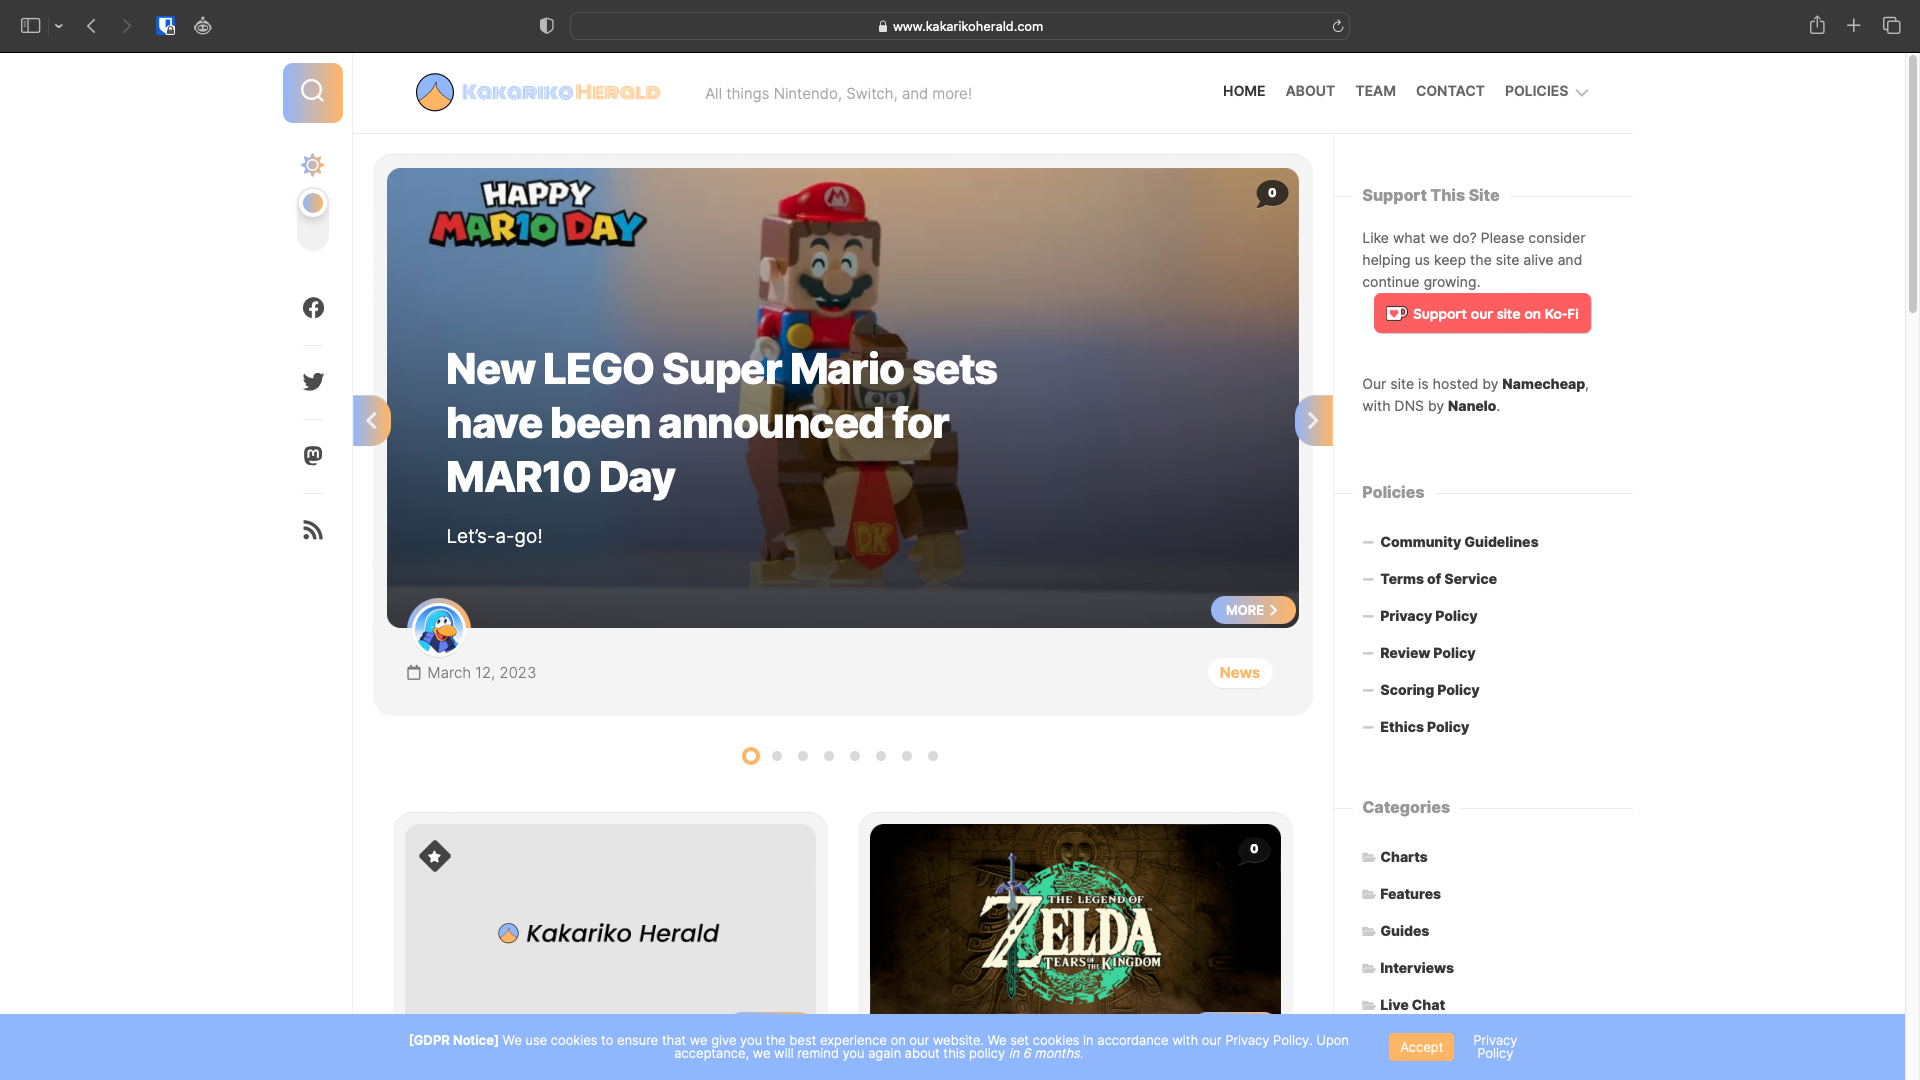 www.kakarikoherald.com
KAKARIKO HERALD
All things Nintendo, Switch, and more!
HOME
ABOUT
TEAM
CONTACT
POLICIES
HAPPY
MAR10 DAY
0
M
New LEGO Super Mario sets
have been announced for
MAR10 Day
Let's-a-go!
DK
MORE
March 12, 2023
News
Kakariko Herald
0
THE LEGEND OF
ZELDA
TEARS OF THE KINGDOM
Support This Site
Like what we do? Please consider
helping us keep the site alive and
continue growing.
Support our site on Ko-Fi
Our site is hosted by Namecheap,
with DNS by Nanelo.
Policies
Community Guidelines
Terms of Service
Privacy Policy
Review Policy
Scoring Policy
Ethics Policy
Categories
Charts
Features
Guides
Interviews
Live Chat
[GDPR Notice] We use cookies to ensure that we give you the best experience on our website. We set cookies in accordance with our Privacy Policy. Upon
acceptance, we will remind you again about this policy in 6 months.
Accept
Privacy
Policy